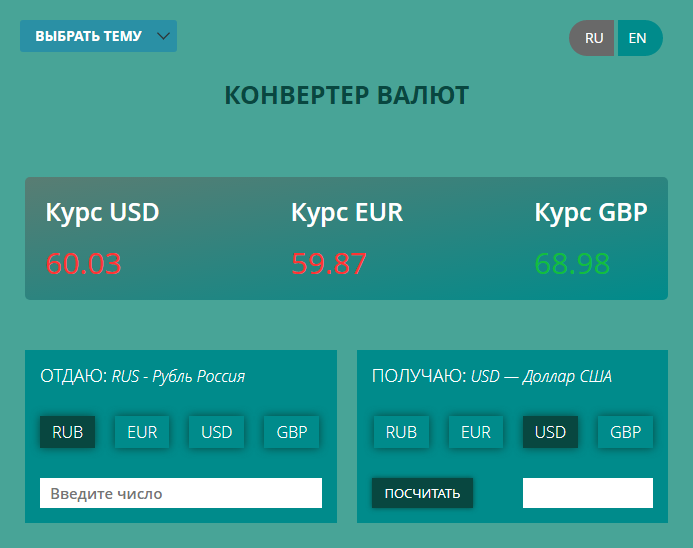 ВЫБРАТЬ ТЕМУ
RU EN
КОНВЕРТЕР ВАЛЮТ
Курс USD Курс EUR Курс GBP
60.03 59.87 68.98
ОТДАЮ: RUS - Рубль Россия
RUB EUR USD GBP
Введите число
ПОЛУЧАЮ: USD — Доллар США
RUB EUR USD GBP
ПОСЧИТАТЬ